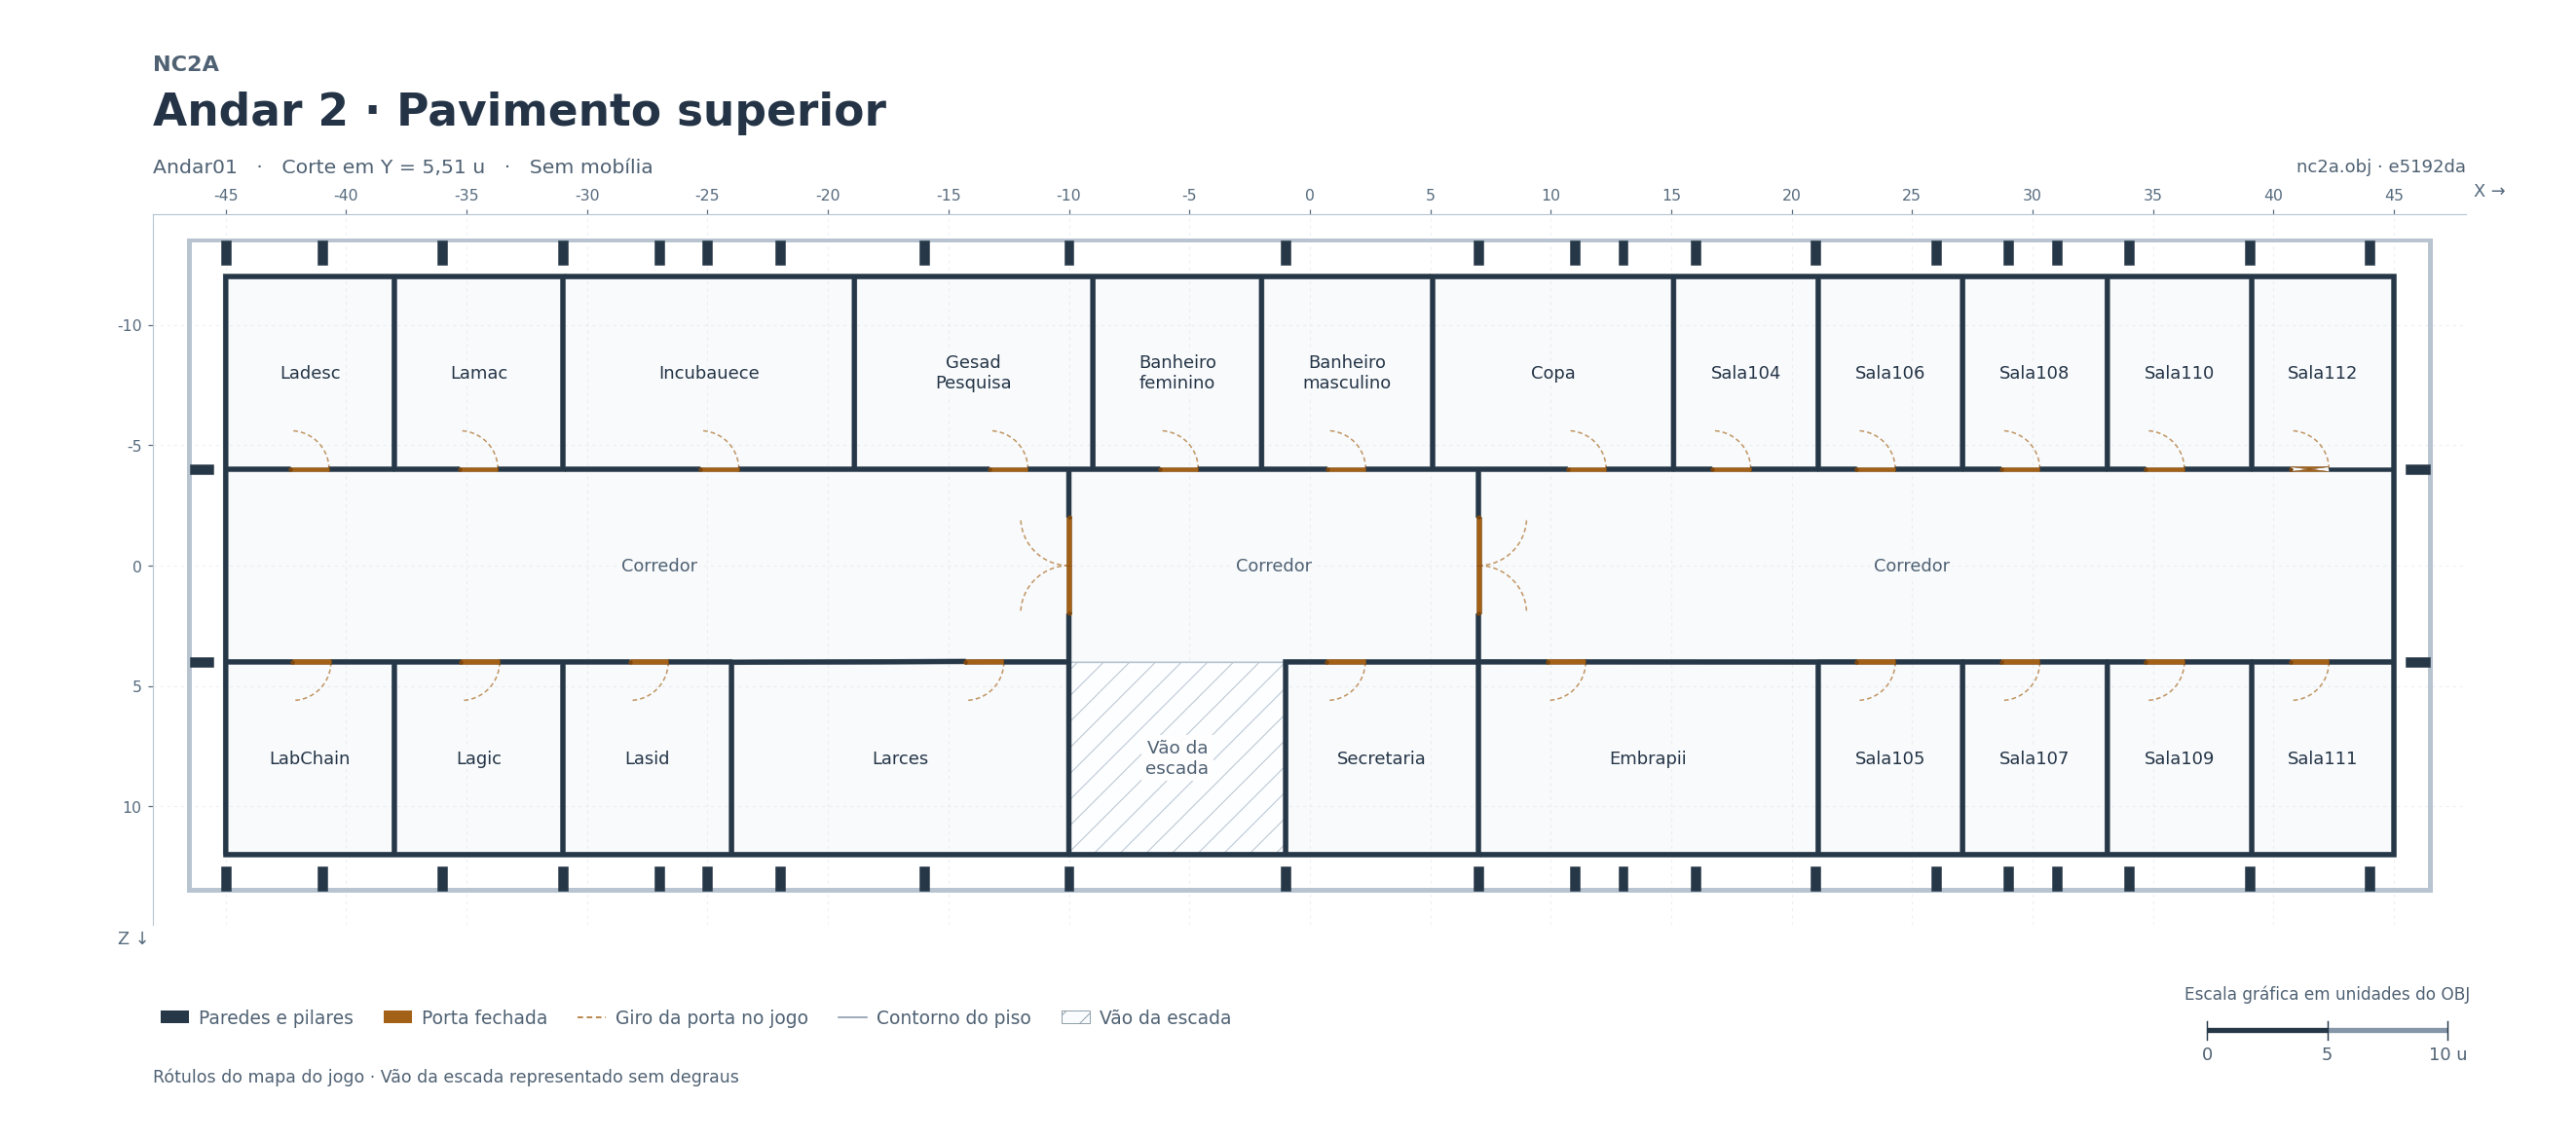 NC2A
Andar 2 · Pavimento superior
Andar01 · Corte em Y = 5,51 u · Sem mobília
nc2a.obj · e5192da
-45 -40 -35 -30 -25 -20 -15 -10 -5 0 5 10 15 20 25 30 35 40 45
X →
-10
-5
0
5
10
Z ↓
Ladesc
Lamac
Incubauece
Gesad
Pesquisa
Banheiro
feminino
Banheiro
masculino
Copa
Sala104
Sala106
Sala108
Sala110
Sala112
Corredor
Corredor
Corredor
LabChain
Lagic
Lasid
Larces
Vão da
escada
Secretaria
Embrapii
Sala105
Sala107
Sala109
Sala111
Paredes e pilares
Porta fechada
Giro da porta no jogo
Contorno do piso
Vão da escada
Escala gráfica em unidades do OBJ
0 5 10 u
Rótulos do mapa do jogo · Vão da escada representado sem degraus